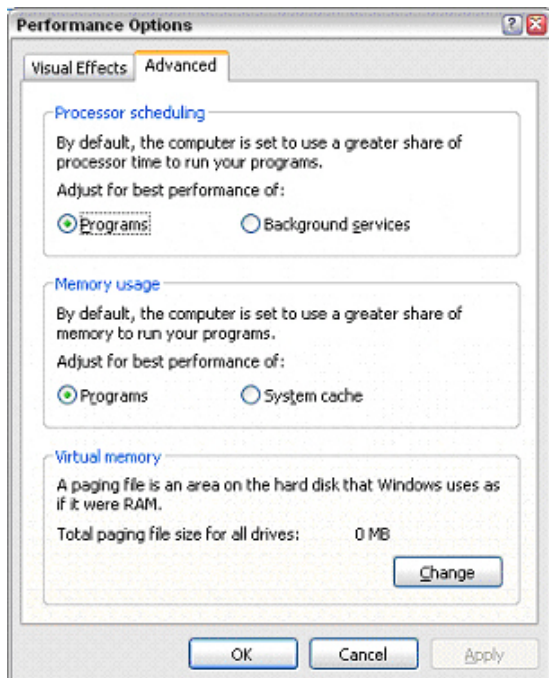 Performance Options
Visual Effects
Advanced
Processor scheduling
By default, the computer is set to use a greater share of
processor time to run your programs.
Adjust for best performance of:
Programs
Background services
Memory usage
By default, the computer is set to use a greater share of
memory to run your programs.
Adjust for best performance of:
Programs
System cache
Virtual memory
A paging file is an area on the hard disk that Windows uses as
if it were RAM.
Total paging file size for all drives: 0 MB
Change
OK
Cancel
Apply